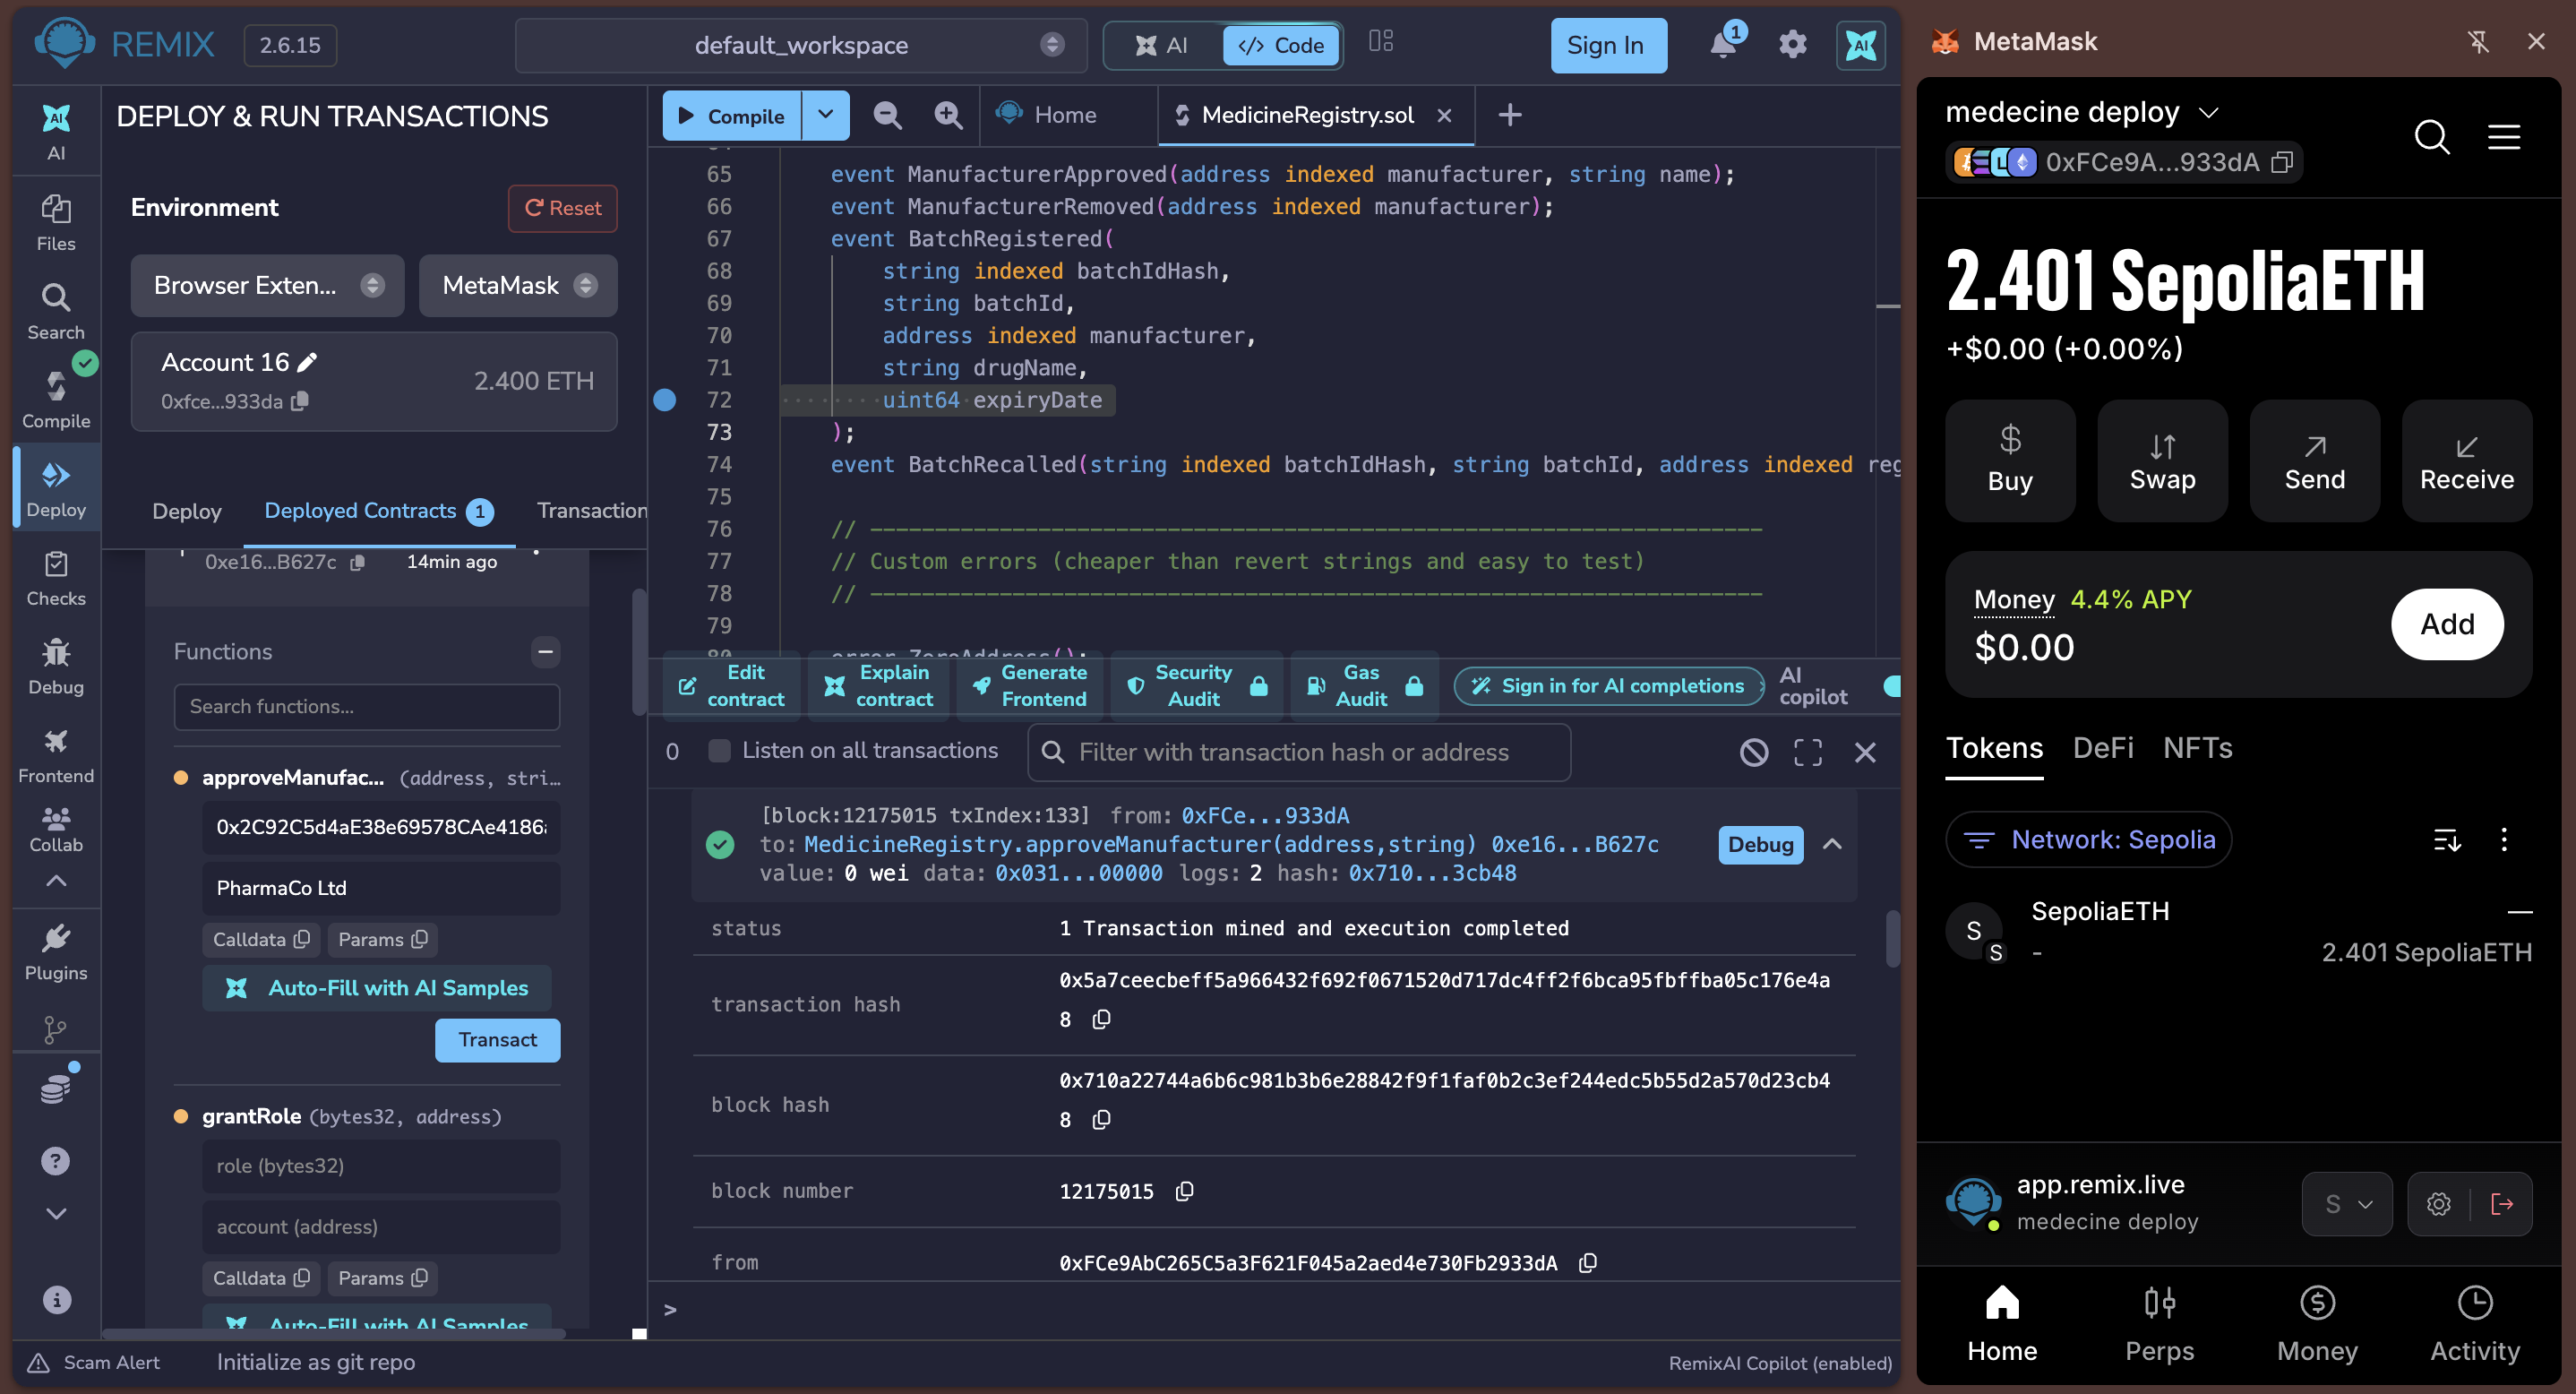 REMIX
2.6.15
default_workspace
AI
Code
Sign In
1
AI
DEPLOY & RUN TRANSACTIONS
AI
AI
Files
Search
Compile
Deploy
Checks
Debug
Frontend
Collab
Plugins
Environment
Reset
Browser Exten...
MetaMask
Account 16
0xfce...933da
2.400 ETH
Deploy
Deployed Contracts 1
Transaction
0xe16...B627c
14min ago
Functions
Search functions...
approveManufac... (address, stri...
0x2C92C5d4aE38e69578CAe4186
PharmaCo Ltd
Calldata
Params
Auto-Fill with AI Samples
Transact
grantRole (bytes32, address)
role (bytes32)
account (address)
Calldata
Params
Auto-Fill with AI Samples
Compile
Home
MedicineRegistry.sol
65 event ManufacturerApproved(address indexed manufacturer, string name);
66 event ManufacturerRemoved(address indexed manufacturer);
67 event BatchRegistered(
68 string indexed batchIdHash,
69 string batchId,
70 address indexed manufacturer,
71 string drugName,
72 uint64 expiryDate
73 );
74 event BatchRecalled(string indexed batchIdHash, string batchId, address indexed reg
75
76 // ---------------------------------------------------------------------
77 // Custom errors (cheaper than revert strings and easy to test)
78 // ---------------------------------------------------------------------
79
80 error ZeroAddress();
Edit contract
Explain contract
Generate Frontend
Security Audit
Gas Audit
Sign in for AI completions
AI copilot
0
Listen on all transactions
Filter with transaction hash or address
[block:12175015 txIndex:133] from: 0xFCe...933dA
to: MedicineRegistry.approveManufacturer(address,string) 0xe16...B627c
value: 0 wei data: 0x031...00000 logs: 2 hash: 0x710...3cb48
Debug
status
1 Transaction mined and execution completed
transaction hash
0x5a7ceecbeff5a966432f692f0671520d717dc4ff2f6bca95fbffba05c176e4a
8
block hash
0x710a22744a6b6c981b3b6e28842f9f1faf0b2c3ef244edc5b55d2a570d23cb4
8
block number
12175015
from
0xFCe9AbC265C5a3F621F045a2aed4e730Fb2933dA
>
Scam Alert
Initialize as git repo
RemixAI Copilot (enabled)
MetaMask
medecine deploy
0xFCe9A...933dA
2.401 SepoliaETH
+$0.00 (+0.00%)
Buy
Swap
Send
Receive
Money 4.4% APY
$0.00
Add
Tokens
DeFi
NFTs
Network: Sepolia
S
S
SepoliaETH
—
-
2.401 SepoliaETH
app.remix.live
medecine deploy
S
Home
Perps
Money
Activity